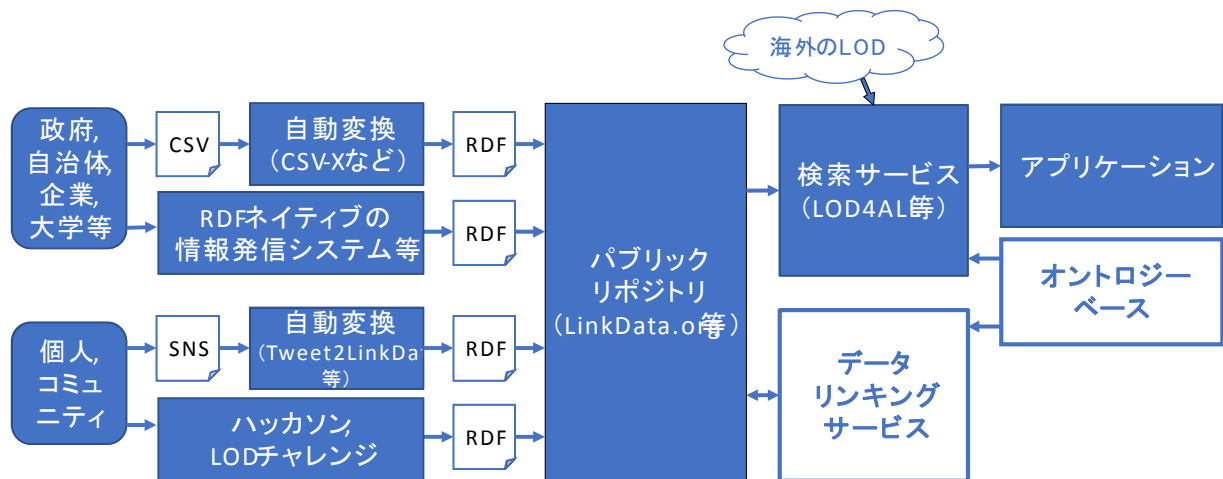 海外のLOD
政府,
自治体,
企業,
大学等
CSV
自動変換
（CSV-Xなど）
RDF
RDFネイティブの
情報発信システム等
RDF
個人,
コミュ
ニティ
SNS
自動変換
（Tweet2LinkDa
等）
RDF
ハッカソン,
LODチャレンジ
RDF
パブリック
リポジトリ
（LinkData.org等）
検索サービス
（LOD4ALL等）
アプリケーション
オントロジー
ベース
データ
リンキング
サービス